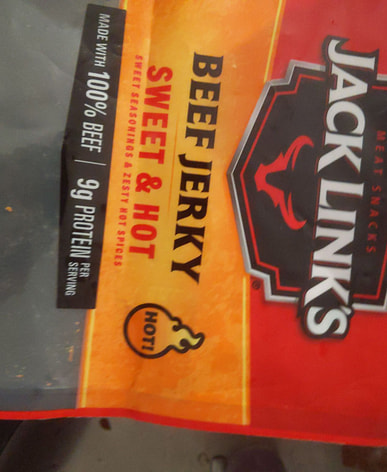 MEAT SNACKS
JACK LINK'S
®
BEEF JERKY
SWEET & HOT
SWEET SEASONINGS & ZESTY HOT SPICES
HOT!
MADE WITH 100% BEEF | 9g PROTEIN PER SERVING